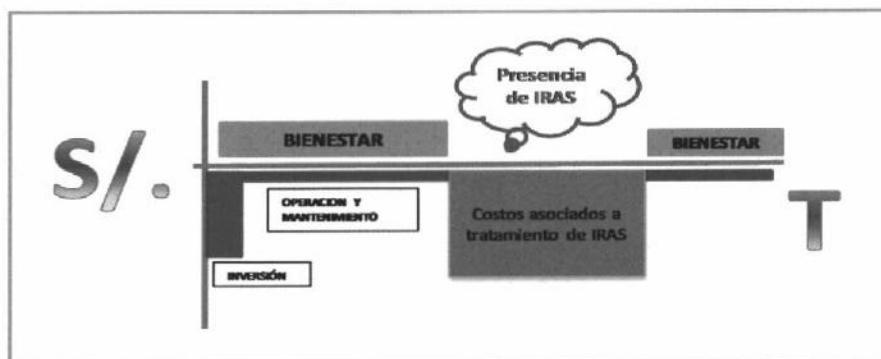 Presencia
de IRAS
BIENESTAR
BIENESTAR
S/.
OPERACION Y
MANTENIMIENTO
Costos asociados a
tratamiento de IRAS
T
INVERSIÓN